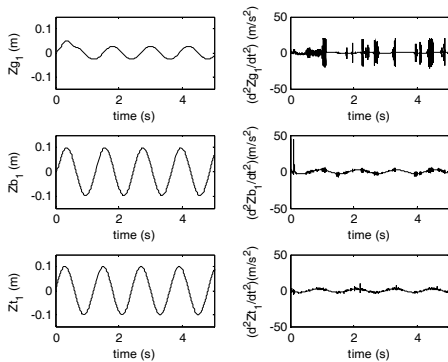 Zg₁ (m)
0.1
0
-0.1
0 2 4
time (s)
(d²Zg₁/dt²) (m/s²)
50
0
-50
0 2 4
time (s)
Zb₁ (m)
0.1
0
-0.1
0 2 4
time (s)
(d²Zb₁/dt²)(m/s²)
50
0
-50
0 2 4
time (s)
Zt₁ (m)
0.1
0
-0.1
0 2 4
time (s)
(d²Zt₁/dt²)(m/s²)
50
0
-50
0 2 4
time (s)